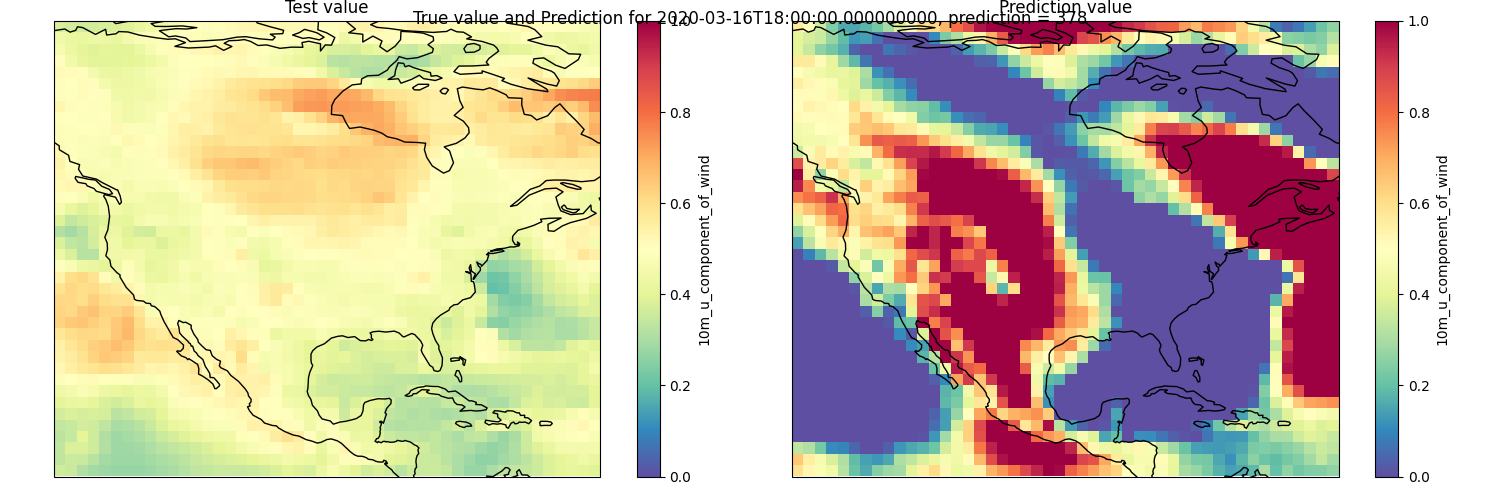 Test value
Prediction value
True value and Prediction for 2020-03-16T18:00:00.000000000, prediction = 378
1.0
0.8
0.6
0.4
0.2
0.0
10m_u_component_of_wind
1.0
0.8
0.6
0.4
0.2
0.0
10m_u_component_of_wind